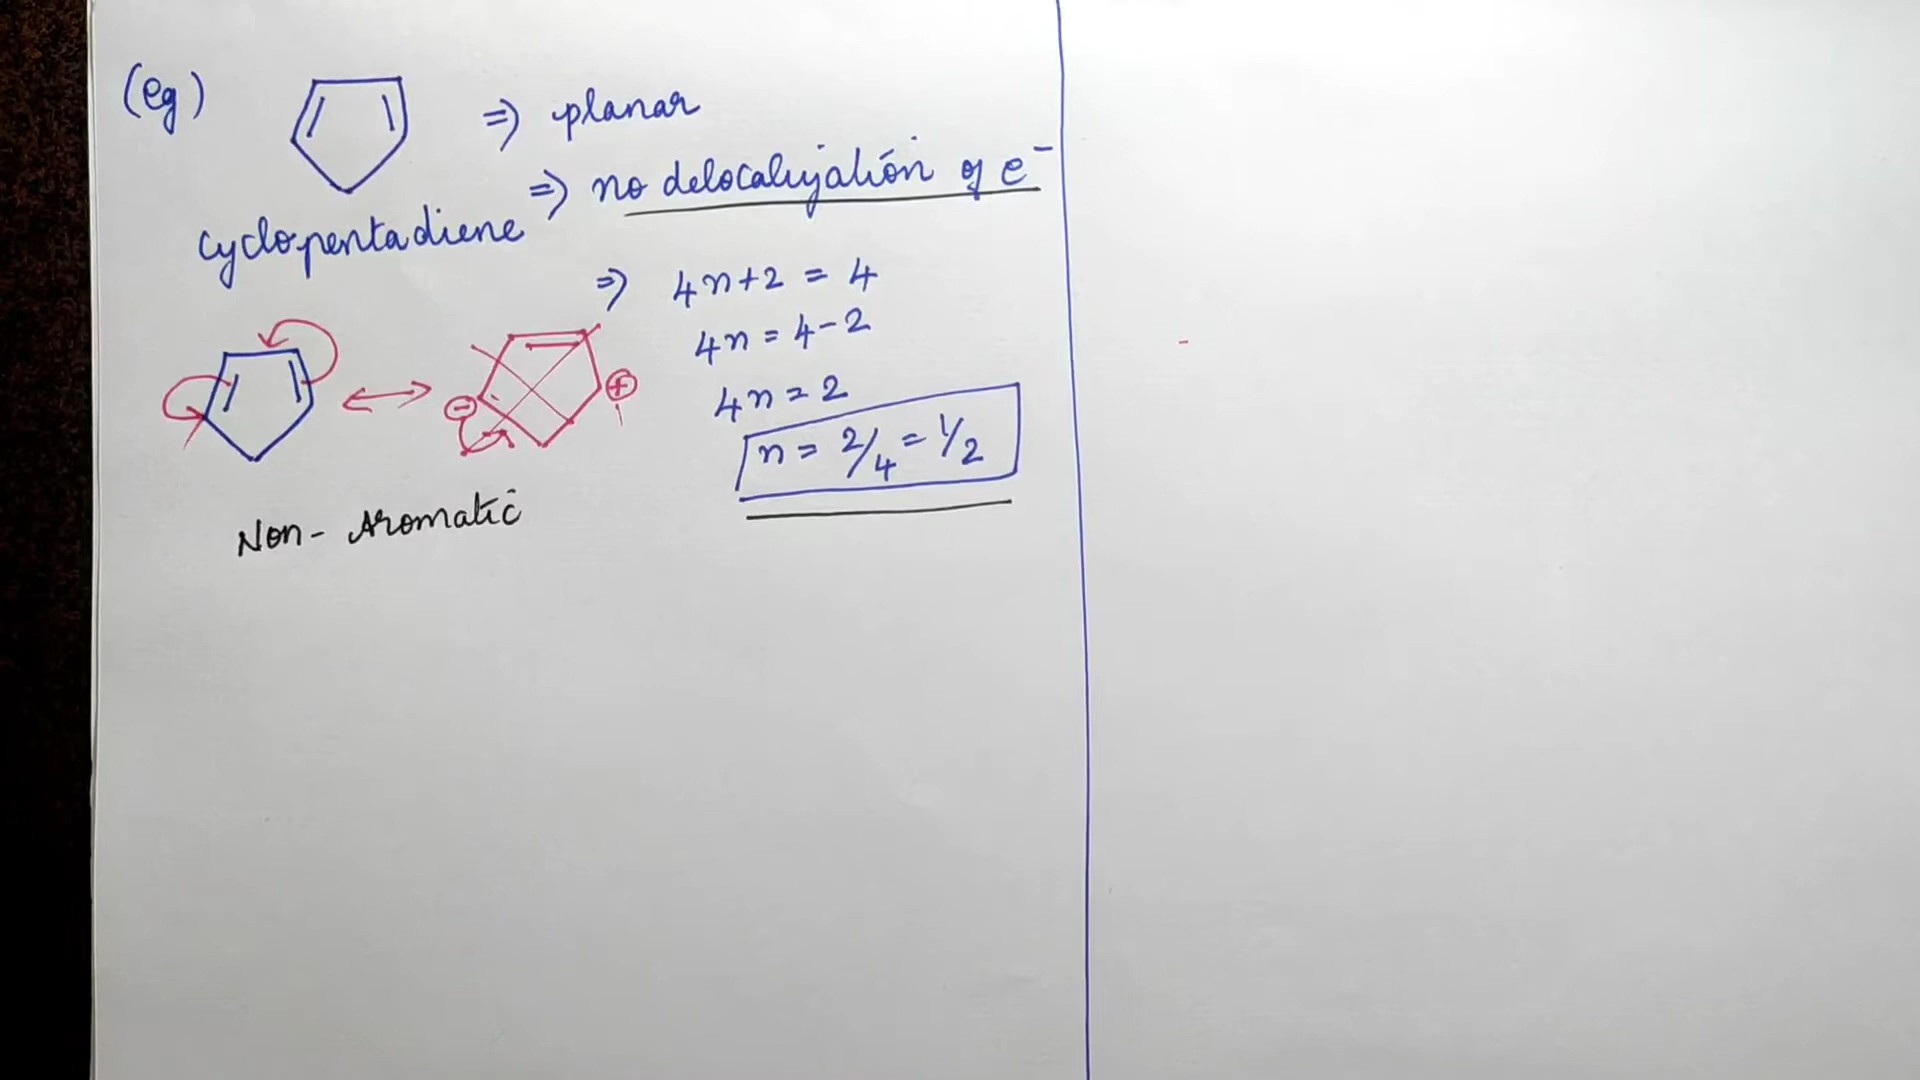 (eg)
⇒ planar
⇒ no delocalization of e⁻
cyclopentadiene
⇒ 4n+2 = 4
4n = 4-2
4n = 2
n = 2/4 = 1/2
⊖ ⊕
Non-Aromatic